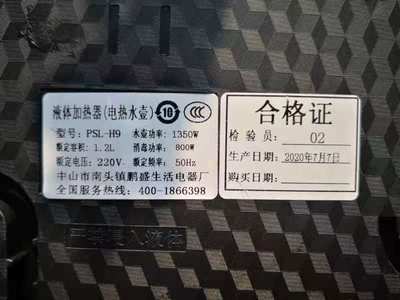 液体加热器(电热水壶) 10 CCC
型号: PSL-H9 水壶功率: 1350W
额定容积: 1.2L 消毒功率: 800W
额定电压: 220V 额定频率: 50Hz
中山市南头镇鹏盛生活电器厂
全国服务热线: 400-1866398
合格证
检验员: 02
生产日期: 2020年7月7日
购买日期: